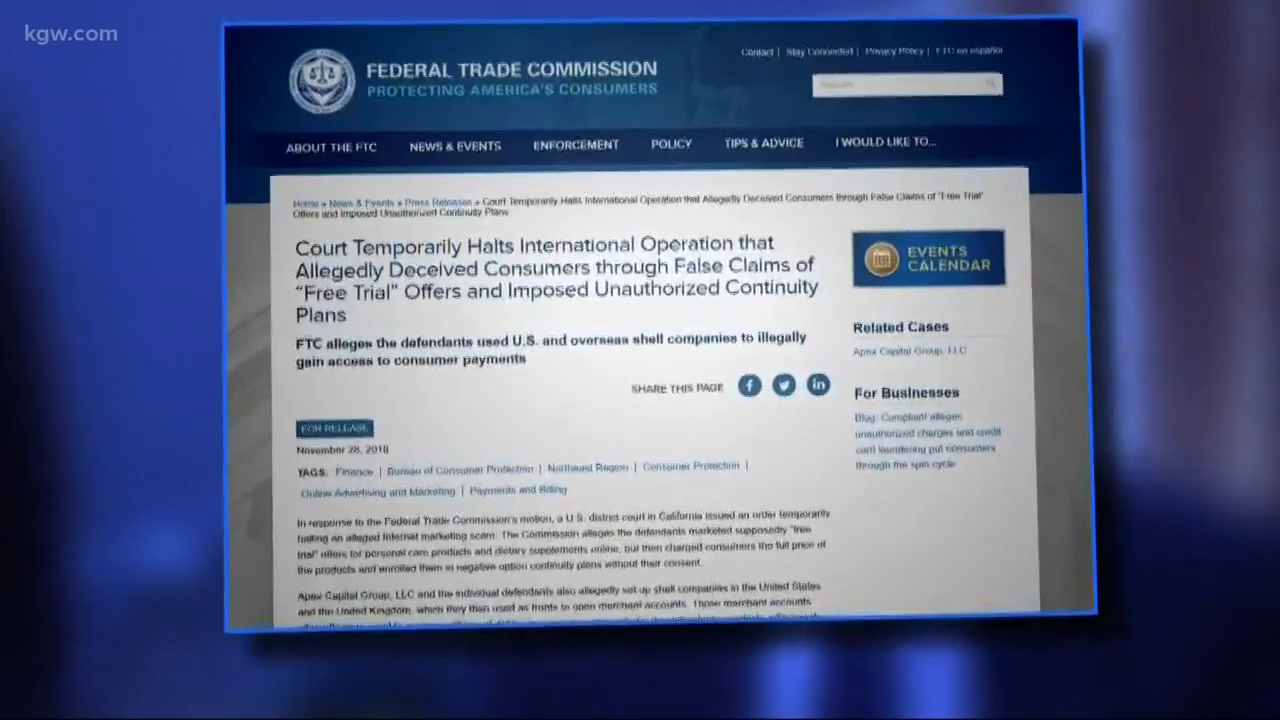 kgw.com
Contact | Stay Connected | Privacy Policy | FTC en español
FEDERAL TRADE COMMISSION
PROTECTING AMERICA'S CONSUMERS
ABOUT THE FTC NEWS & EVENTS ENFORCEMENT POLICY TIPS & ADVICE I WOULD LIKE TO...
Home » News & Events » Press Releases » Court Temporarily Halts International Operation that Allegedly Deceived Consumers through False Claims of "Free Trial"
Offers and Imposed Unauthorized Continuity Plans
Court Temporarily Halts International Operation that
Allegedly Deceived Consumers through False Claims of
“Free Trial” Offers and Imposed Unauthorized Continuity
Plans
FTC alleges the defendants used U.S. and overseas shell companies to illegally
gain access to consumer payments
SHARE THIS PAGE
FOR RELEASE
November 28, 2018
TAGS: Finance | Bureau of Consumer Protection | Northeast Region | Consumer Protection |
Online Advertising and Marketing | Payments and Billing
In response to the Federal Trade Commission's motion, a U.S. district court in California issued an order temporarily
halting an alleged Internet marketing scam. The Commission alleges the defendants marketed supposedly “free
trial” offers for personal care products and dietary supplements online, but then charged consumers the full price of
the products and enrolled them in negative option continuity plans without their consent.
Apex Capital Group, LLC and the individual defendants also allegedly set up shell companies in the United States
and the United Kingdom, which they then used as fronts to open merchant accounts. Those merchant accounts
EVENTS
CALENDAR
Related Cases
Apex Capital Group, LLC
For Businesses
Blog: Complaint alleges
unauthorized charges and credit
card laundering put consumers
through the spin cycle